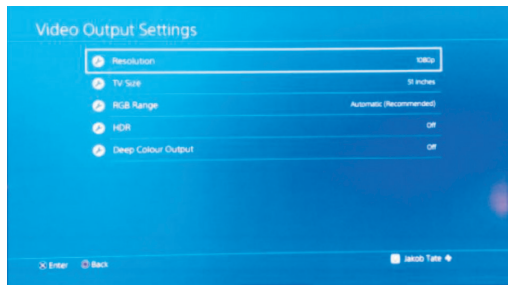 Video Output Settings
Resolution 1080p
TV Size 51 inches
RGB Range Automatic (Recommended)
HDR Off
Deep Colour Output Off
Enter Back Jakob Tate